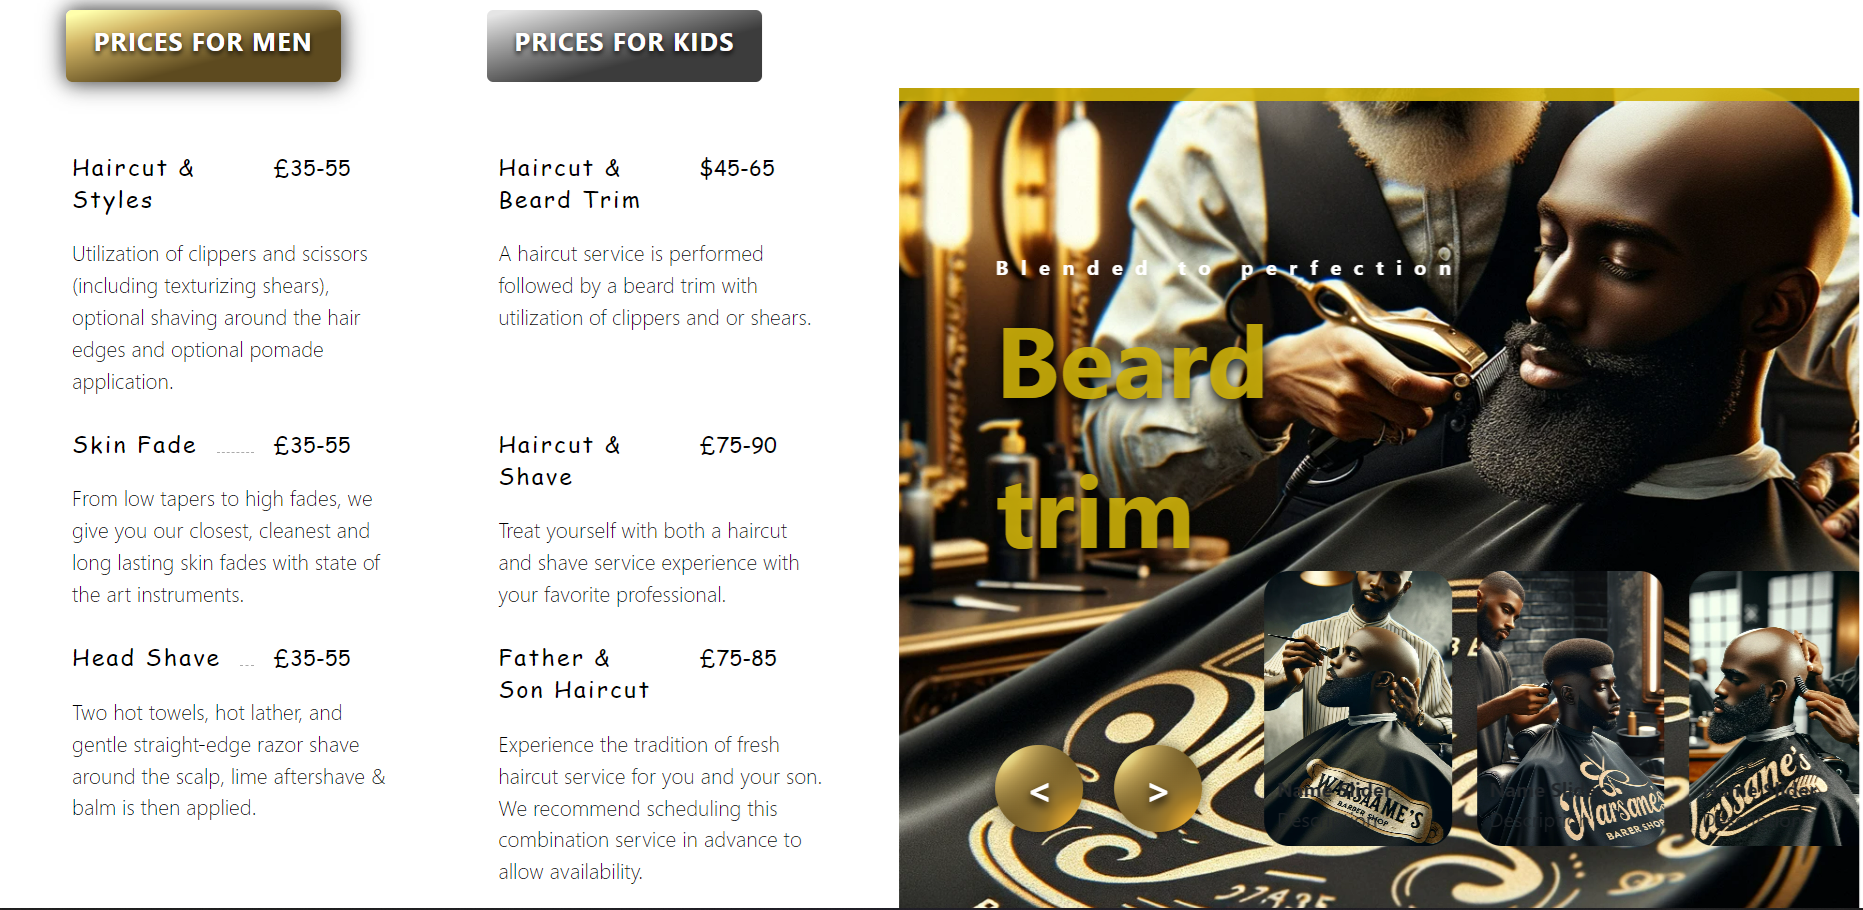 PRICES FOR MEN
PRICES FOR KIDS
Haircut & £35-55
Styles
Utilization of clippers and scissors
(including texturizing shears),
optional shaving around the hair
edges and optional pomade
application.
Skin Fade £35-55
From low tapers to high fades, we
give you our closest, cleanest and
long lasting skin fades with state of
the art instruments.
Head Shave £35-55
Two hot towels, hot lather, and
gentle straight-edge razor shave
around the scalp, lime aftershave &
balm is then applied.
Haircut & $45-65
Beard Trim
A haircut service is performed
followed by a beard trim with
utilization of clippers and or shears.
Haircut & £75-90
Shave
Treat yourself with both a haircut
and shave service experience with
your favorite professional.
Father & £75-85
Son Haircut
Experience the tradition of fresh
haircut service for you and your son.
We recommend scheduling this
combination service in advance to
allow availability.
Blended to perfection
Beard
trim
< >
Name Slider
BARBER SHOP
Name Slider
Warsane's
BARBER SHOP
Name Slider